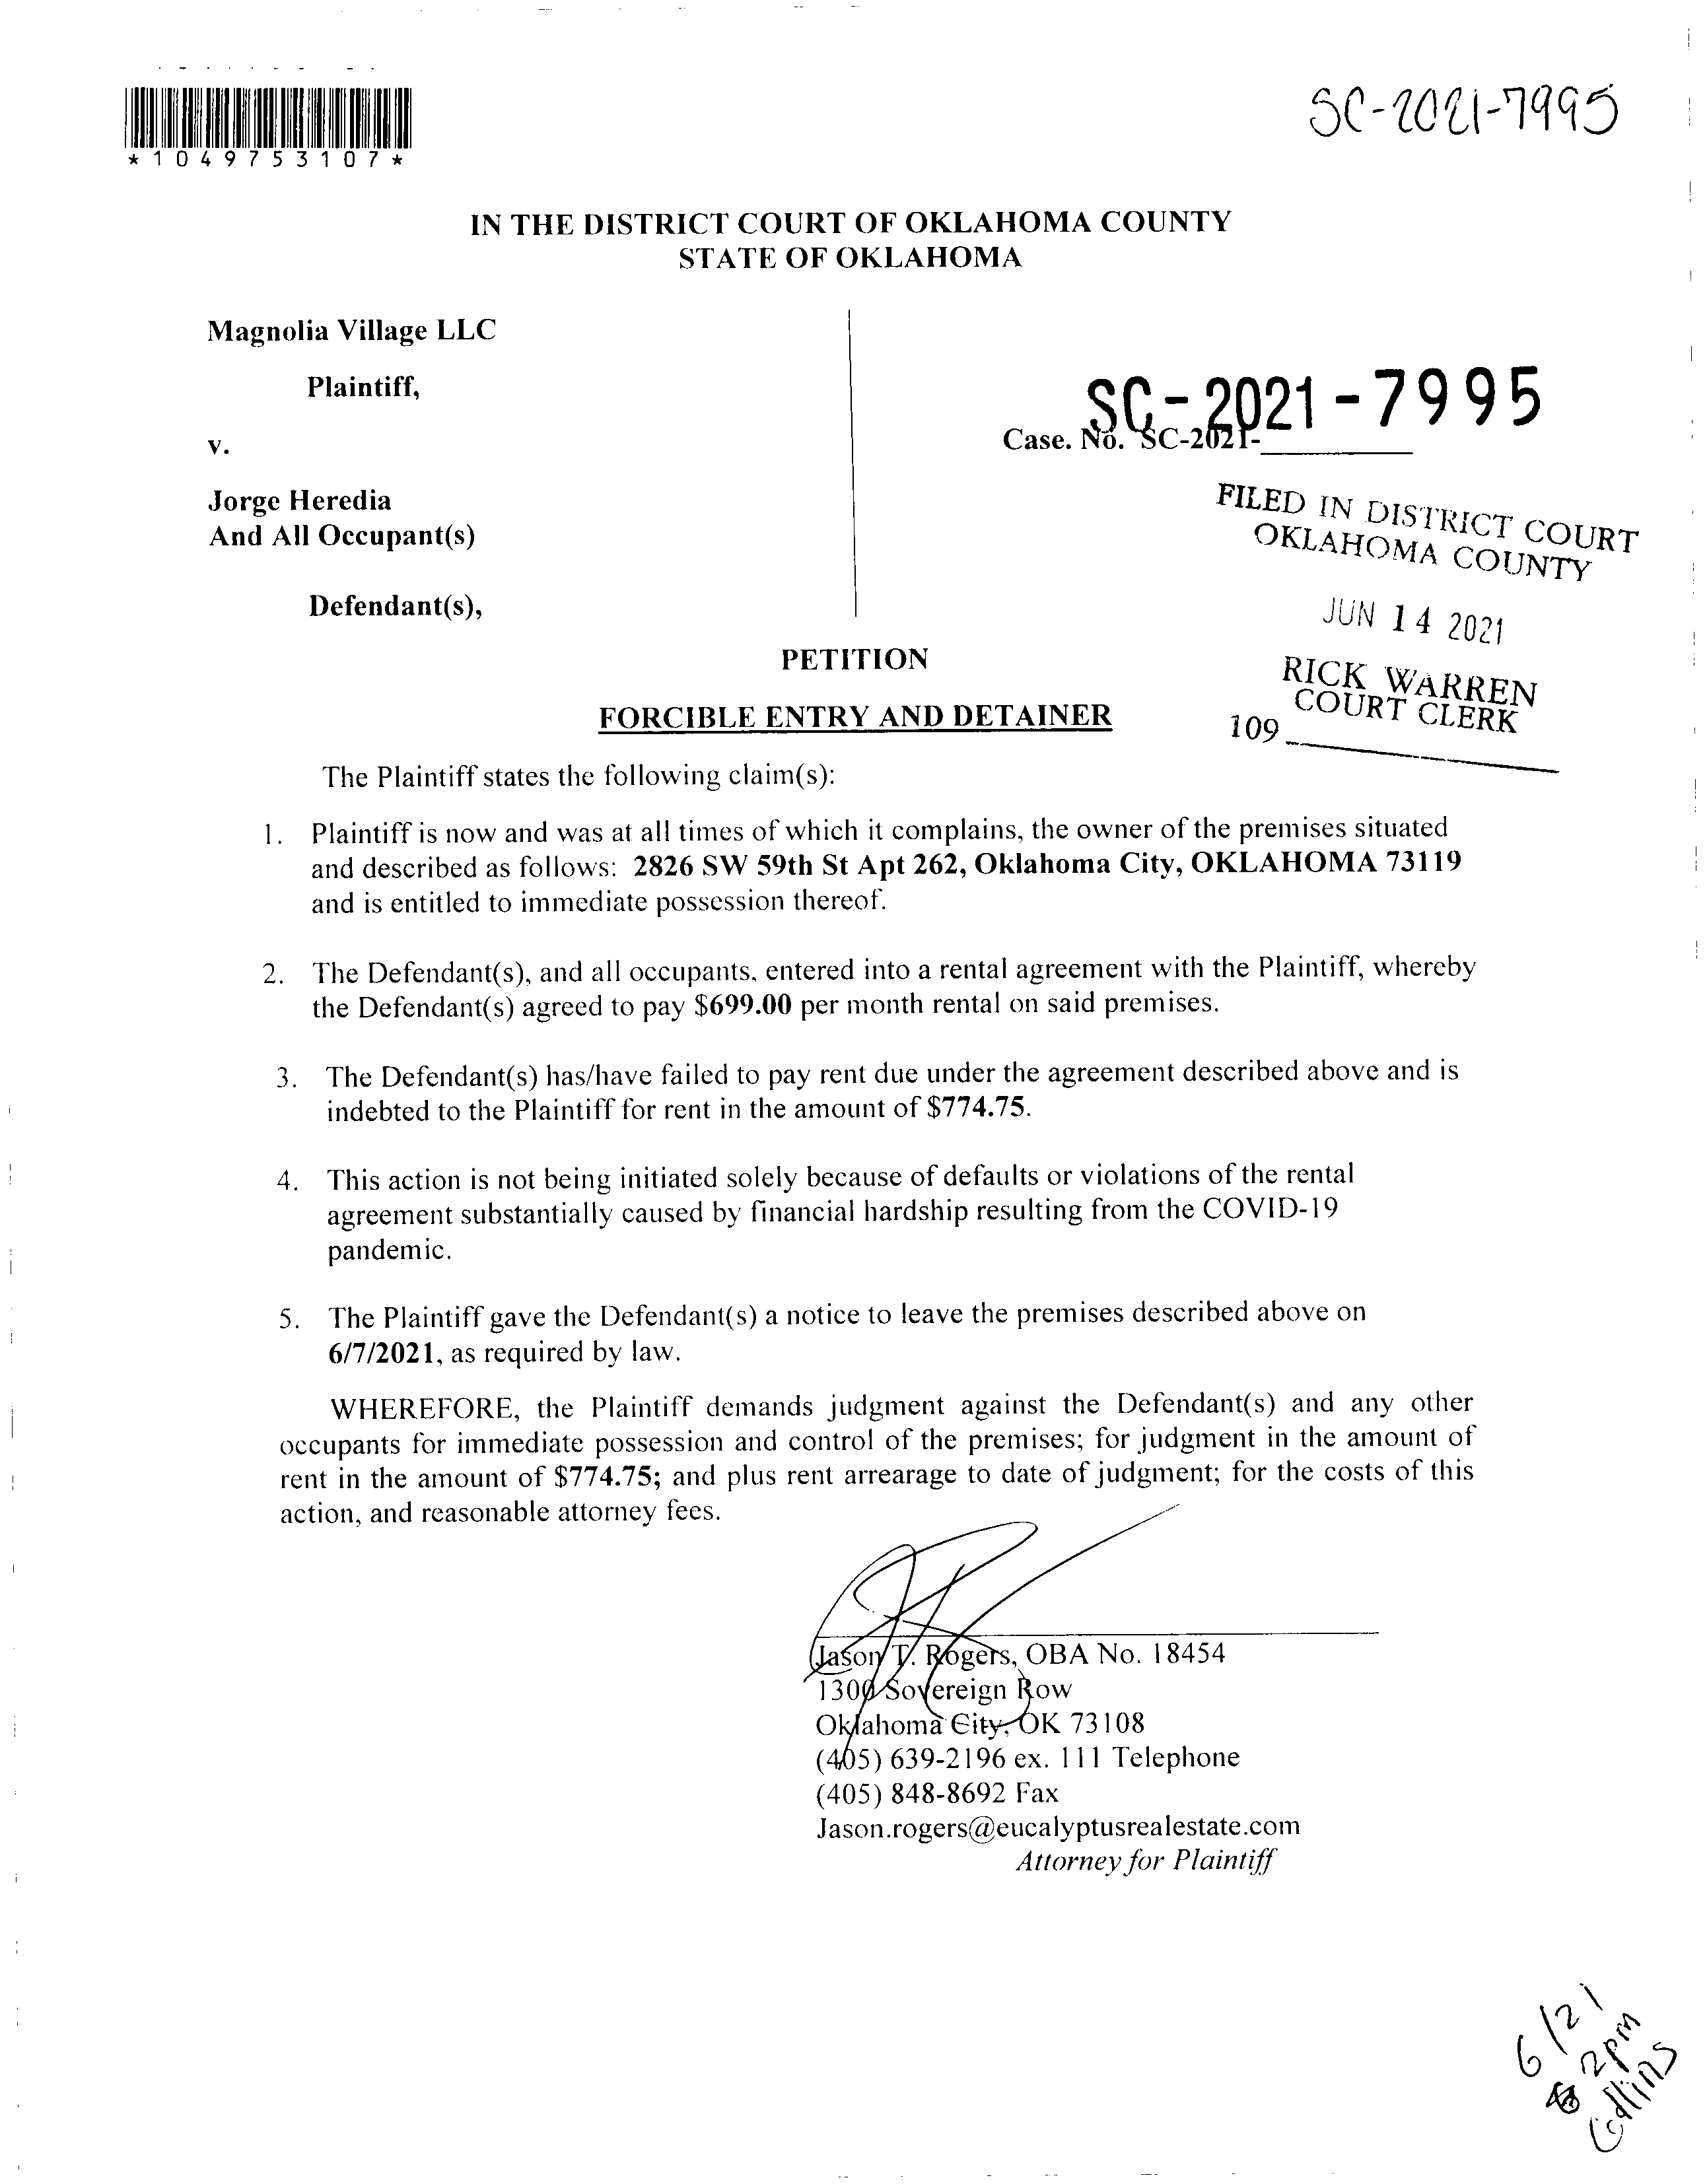 *1049753107*
SC-2021-7995
IN THE DISTRICT COURT OF OKLAHOMA COUNTY
STATE OF OKLAHOMA
Magnolia Village LLC
Plaintiff,
v.
Jorge Heredia
And All Occupant(s)
Defendant(s),
SC-2021-7995
Case. No. SC-2021-
FILED IN DISTRICT COURT
OKLAHOMA COUNTY
JUN 14 2021
RICK WARREN
COURT CLERK
109
PETITION
FORCIBLE ENTRY AND DETAINER
The Plaintiff states the following claim(s):
1. Plaintiff is now and was at all times of which it complains, the owner of the premises situated
and described as follows: 2826 SW 59th St Apt 262, Oklahoma City, OKLAHOMA 73119
and is entitled to immediate possession thereof.
2. The Defendant(s), and all occupants, entered into a rental agreement with the Plaintiff, whereby
the Defendant(s) agreed to pay $699.00 per month rental on said premises.
3. The Defendant(s) has/have failed to pay rent due under the agreement described above and is
indebted to the Plaintiff for rent in the amount of $774.75.
4. This action is not being initiated solely because of defaults or violations of the rental
agreement substantially caused by financial hardship resulting from the COVID-19
pandemic.
5. The Plaintiff gave the Defendant(s) a notice to leave the premises described above on
6/7/2021, as required by law.
WHEREFORE, the Plaintiff demands judgment against the Defendant(s) and any other
occupants for immediate possession and control of the premises; for judgment in the amount of
rent in the amount of $774.75; and plus rent arrearage to date of judgment; for the costs of this
action, and reasonable attorney fees.
Jason T. Rogers, OBA No. 18454
1300 Sovereign Row
Oklahoma City, OK 73108
(405) 639-2196 ex. 111 Telephone
(405) 848-8692 Fax
Jason.rogers@eucalyptusrealestate.com
Attorney for Plaintiff
6/21
2pm
Collins